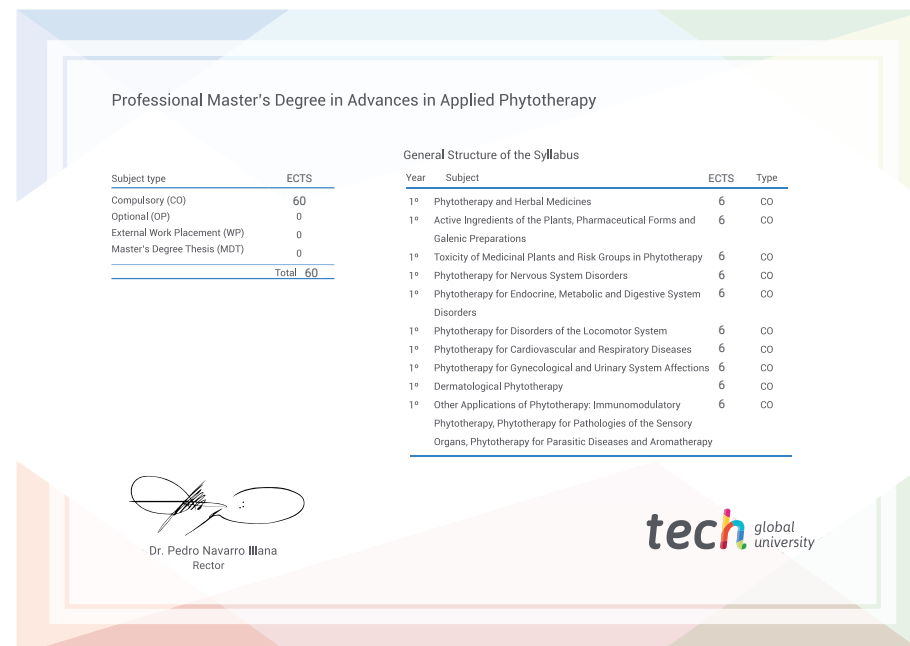 Professional Master's Degree in Advances in Applied Phytotherapy
Subject type ECTS
Compulsory (CO) 60
Optional (OP) 0
External Work Placement (WP) 0
Master's Degree Thesis (MDT) 0
Total 60
General Structure of the Syllabus
Year Subject ECTS Type
1º Phytotherapy and Herbal Medicines 6 CO
1º Active Ingredients of the Plants, Pharmaceutical Forms and 6 CO
Galenic Preparations
1º Toxicity of Medicinal Plants and Risk Groups in Phytotherapy 6 CO
1º Phytotherapy for Nervous System Disorders 6 CO
1º Phytotherapy for Endocrine, Metabolic and Digestive System 6 CO
Disorders
1º Phytotherapy for Disorders of the Locomotor System 6 CO
1º Phytotherapy for Cardiovascular and Respiratory Diseases 6 CO
1º Phytotherapy for Gynecological and Urinary System Affections 6 CO
1º Dermatological Phytotherapy 6 CO
1º Other Applications of Phytotherapy: Immunomodulatory 6 CO
Phytotherapy, Phytotherapy for Pathologies of the Sensory
Organs, Phytotherapy for Parasitic Diseases and Aromatherapy
Dr. Pedro Navarro Illana
Rector
tech global
university